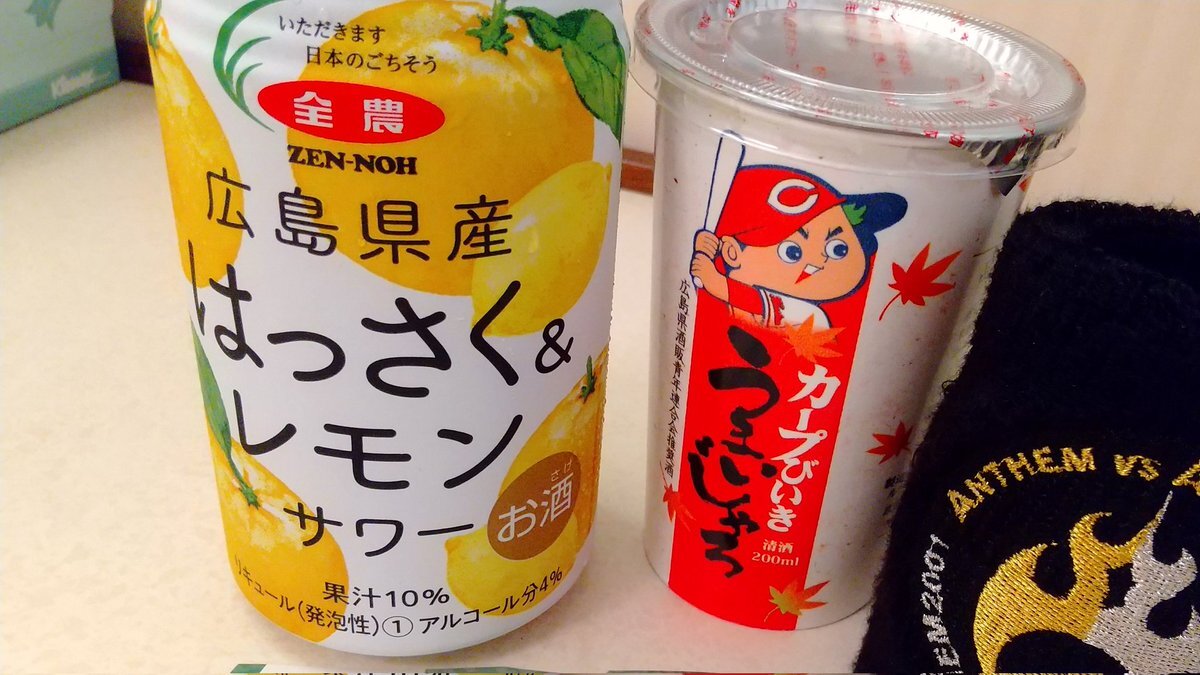 いただきます
日本のごちそう
全農
ZEN-NOH
広島県産
はっさく&
レモン
サワー
さけ
お酒
果汁10%
リキュール(発泡性)① アルコール分4%
C
カープびいき
うまいじゃろ
清酒
200ml
広島県酒販青年連合会推奨酒
ANTHEM VS
EM2007